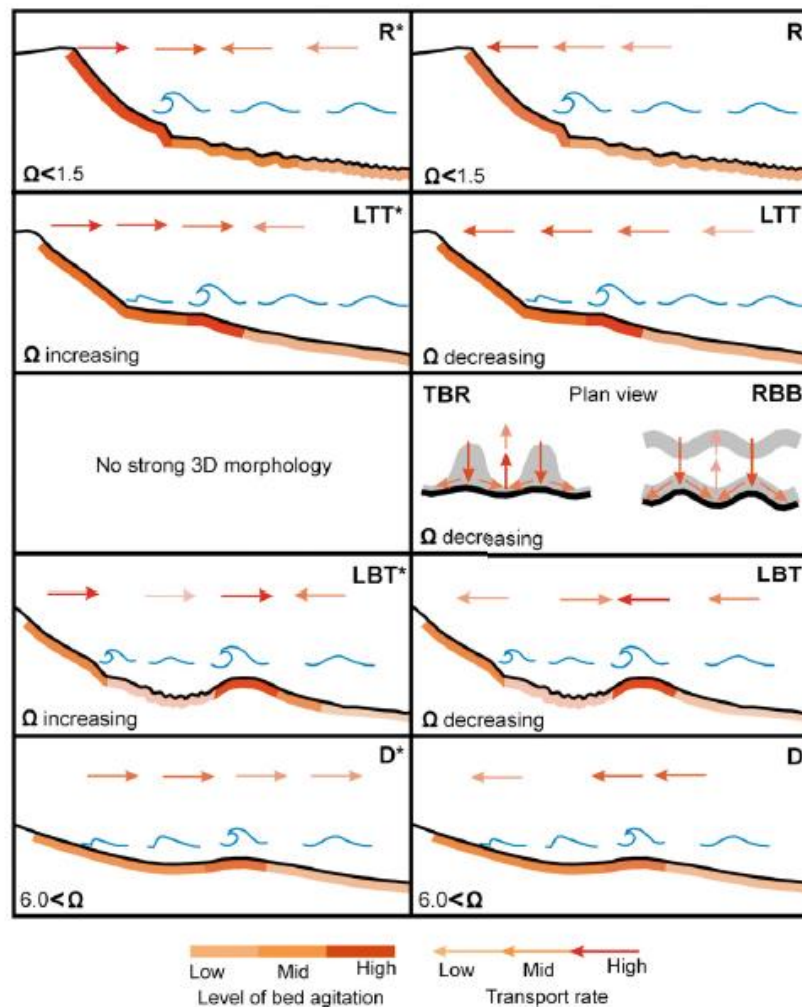 R*
Ω<1.5
R
Ω<1.5
LTT*
Ω increasing
LTT
Ω decreasing
No strong 3D morphology
TBR Plan view RBB
Ω decreasing
LBT*
Ω increasing
LBT
Ω decreasing
D*
6.0<Ω
D
6.0<Ω
Low Mid High
Level of bed agitation
Low Mid High
Transport rate